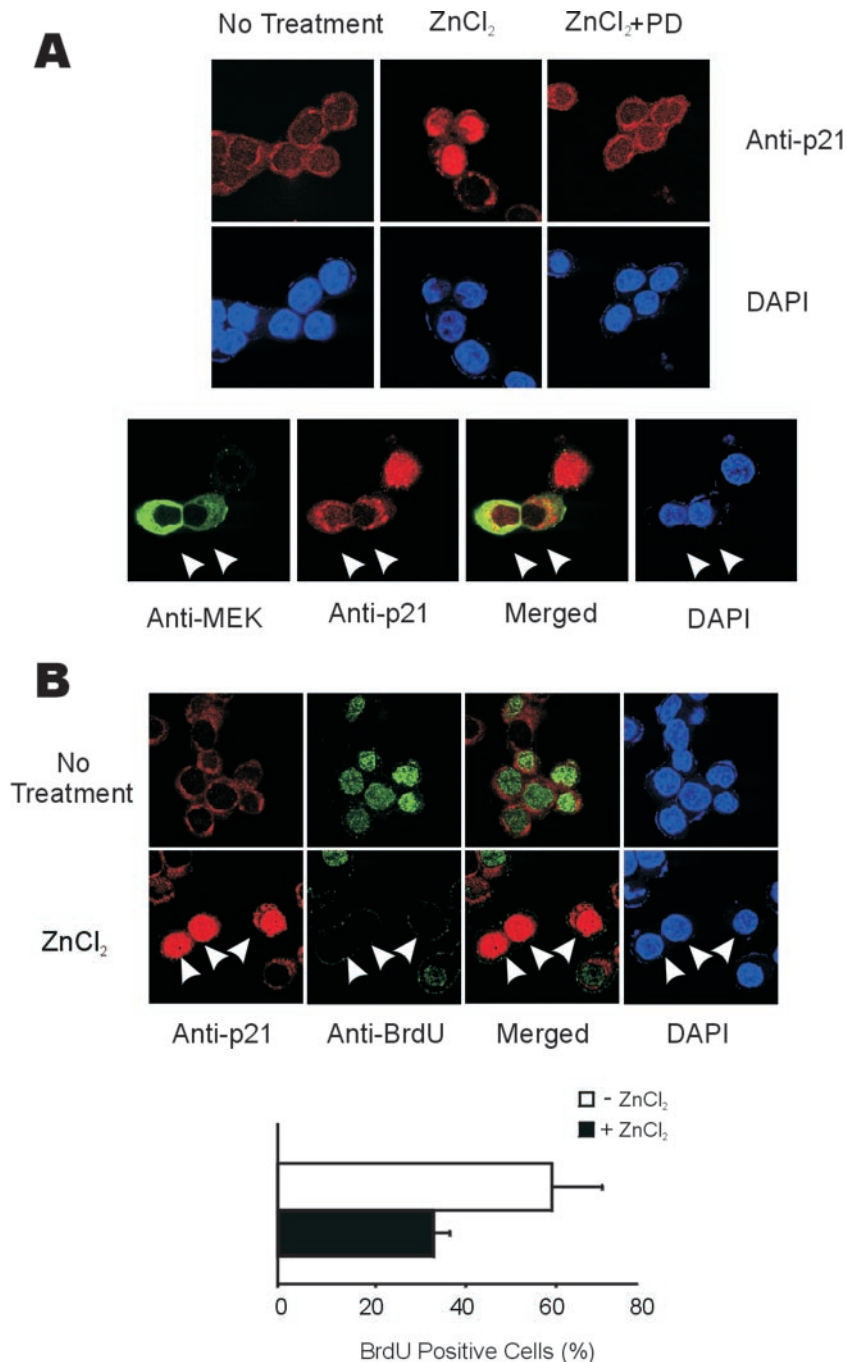 A
No Treatment
ZnCl₂
ZnCl₂+PD
Anti-p21
DAPI
Anti-MEK
Anti-p21
Merged
DAPI
B
No
Treatment
ZnCl₂
Anti-p21
Anti-BrdU
Merged
DAPI
- ZnCl₂
+ ZnCl₂
0 20 40 60 80
BrdU Positive Cells (%)